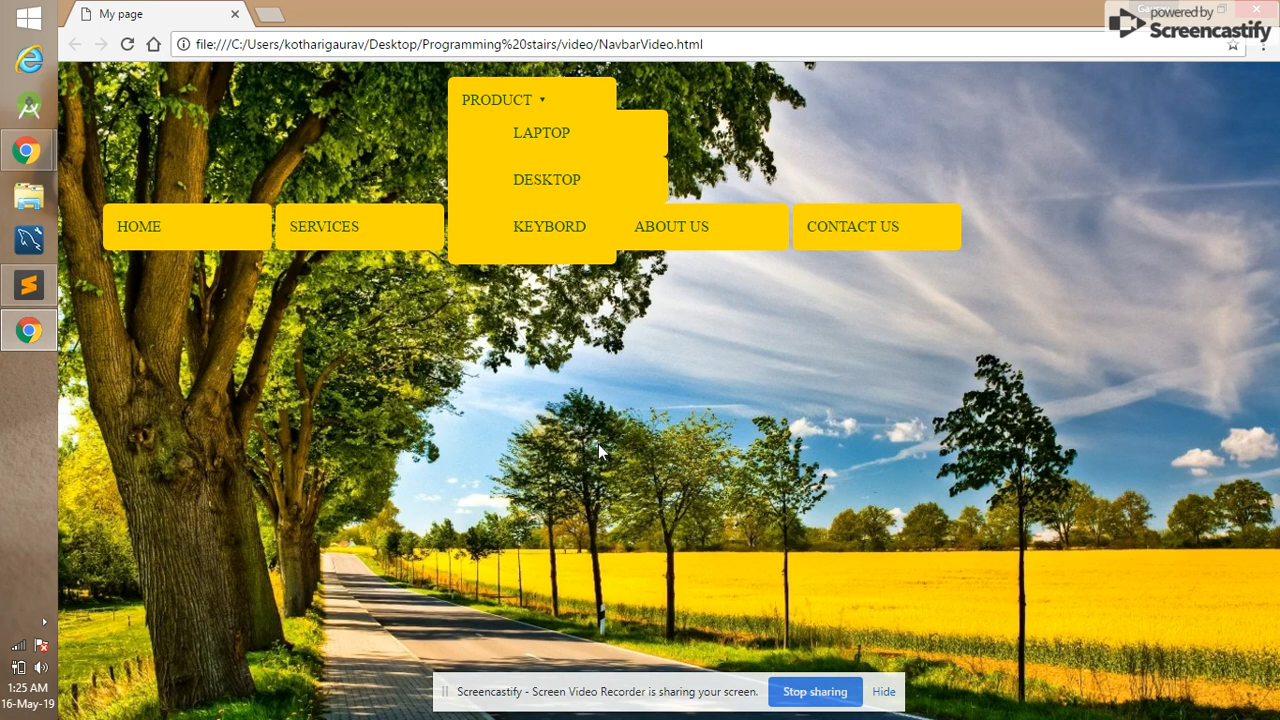 My page
Gaurav
powered by
Screencastify
file:///C:/Users/kotharigaurav/Desktop/Programming%20stairs/video/NavbarVideo.html
PRODUCT ▼
LAPTOP
DESKTOP
HOME
SERVICES
KEYBORD
ABOUT US
CONTACT US
1:25 AM
16-May-19
Screencastify - Screen Video Recorder is sharing your screen.
Stop sharing
Hide